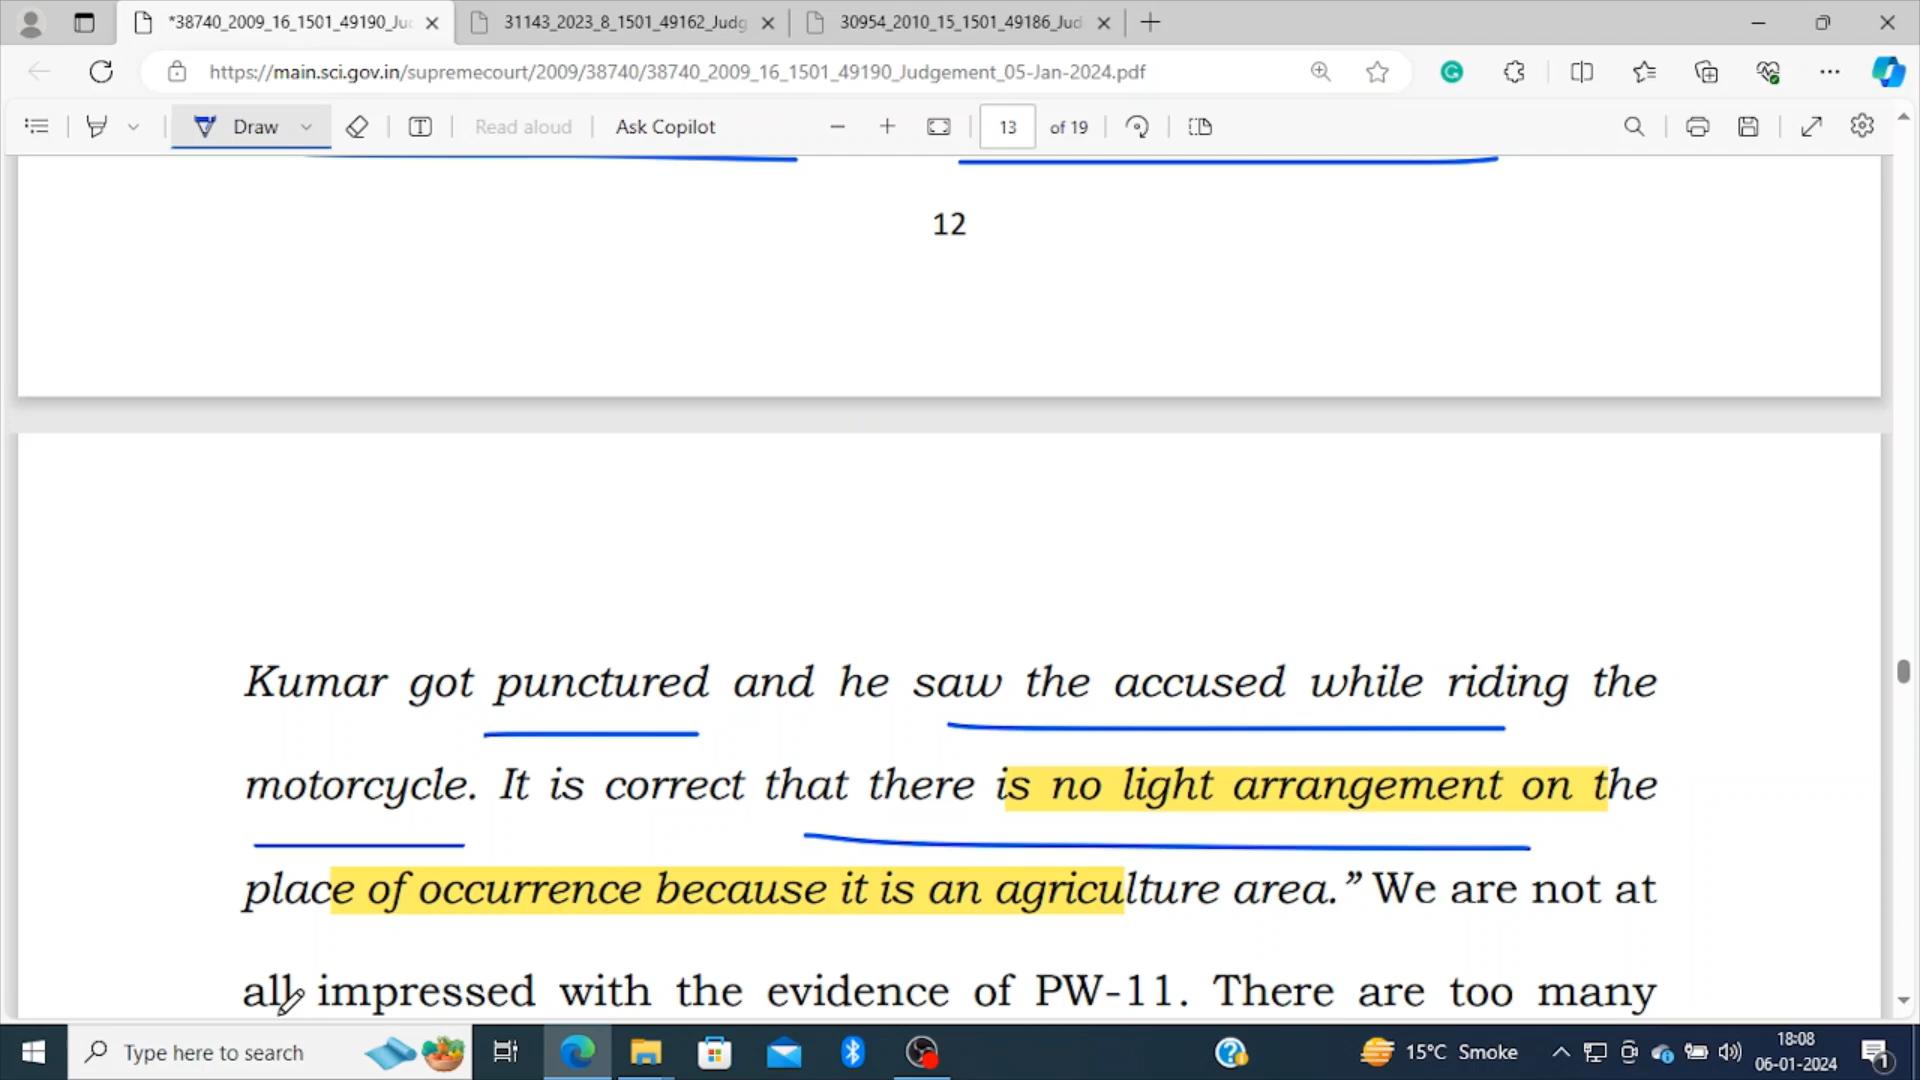 *38740_2009_16_1501_49190_Ju
31143_2023_8_1501_49162_Judg
30954_2010_15_1501_49186_Jud
https://main.sci.gov.in/supremecourt/2009/38740/38740_2009_16_1501_49190_Judgement_05-Jan-2024.pdf
Draw
Read aloud
Ask Copilot
13 of 19
12
Kumar got punctured and he saw the accused while riding the
motorcycle. It is correct that there is no light arrangement on the
place of occurrence because it is an agriculture area.” We are not at
all impressed with the evidence of PW-11. There are too many
Type here to search
15°C Smoke
18:08
06-01-2024
1